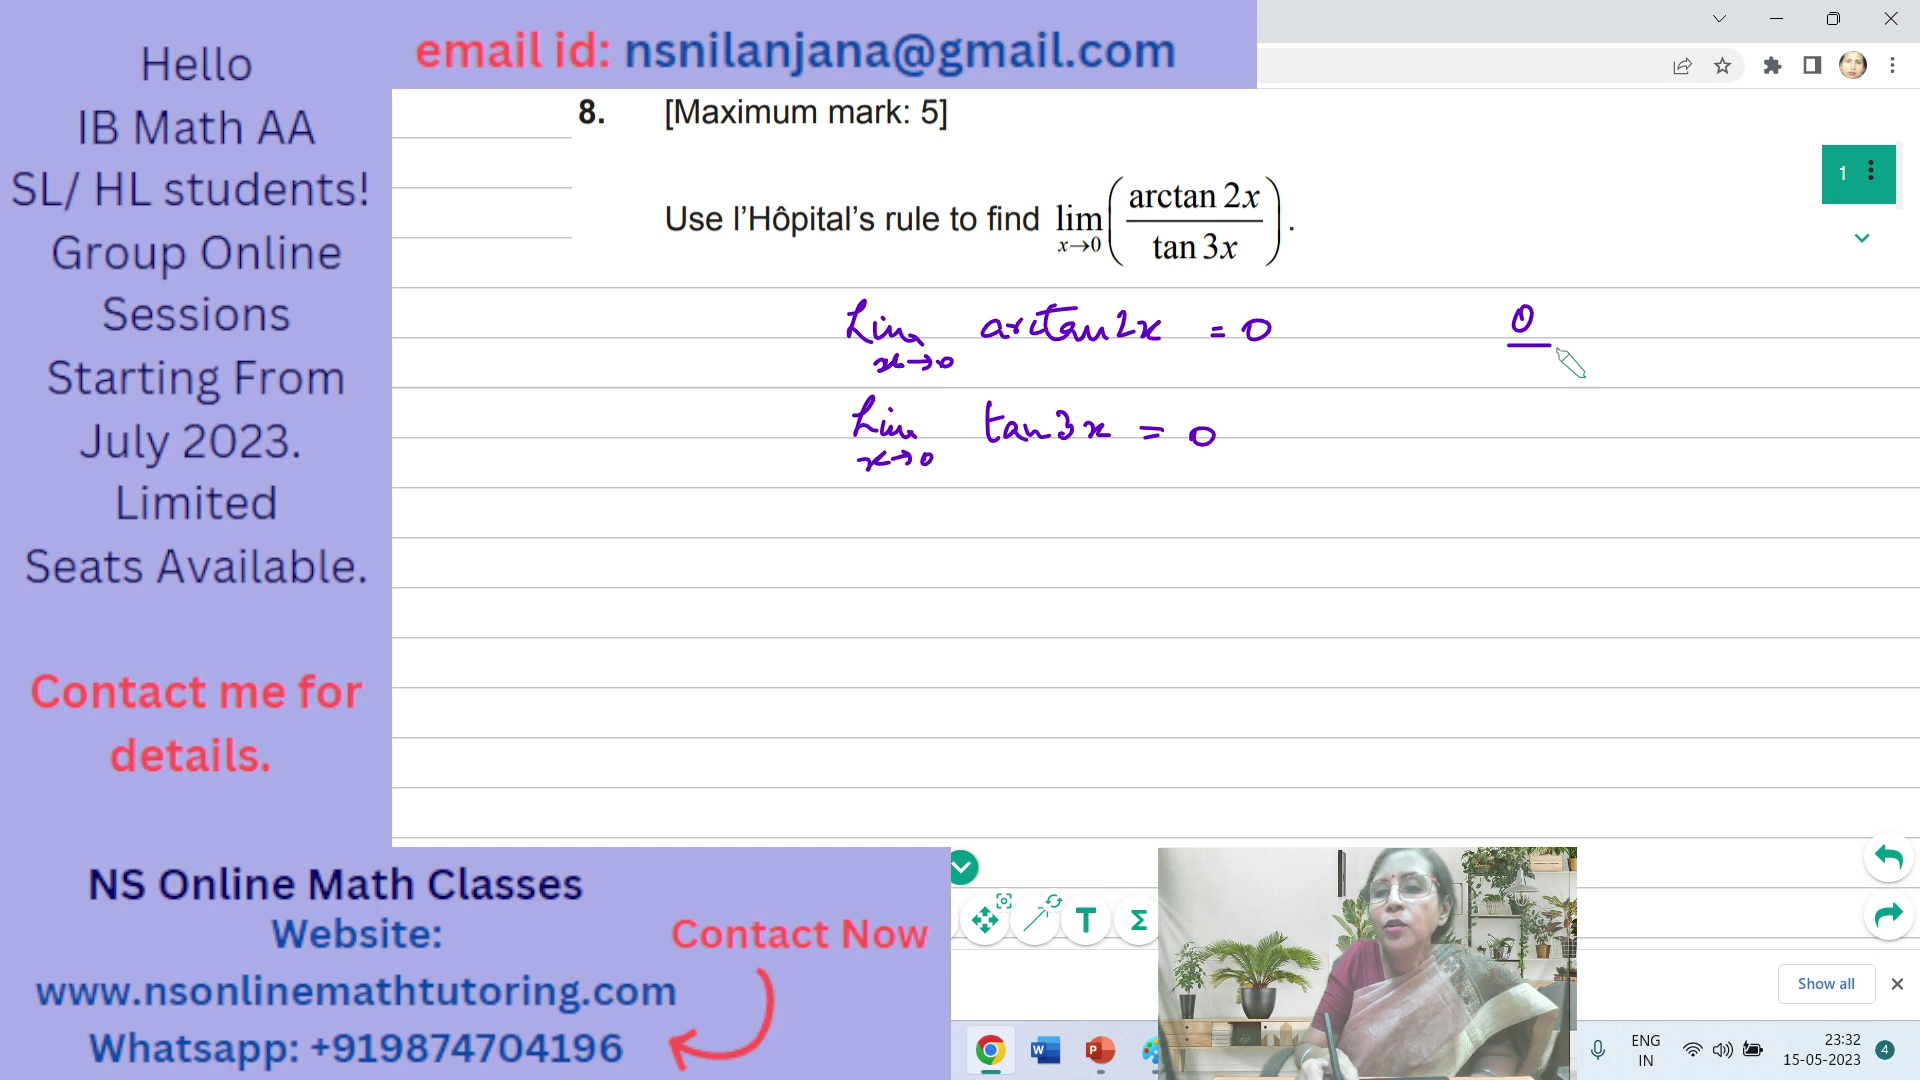 Hello
IB Math AA
SL/ HL students!
Group Online
Sessions
Starting From
July 2023.
Limited
Seats Available.
Contact me for
details.
email id: nsnilanjana@gmail.com
8. [Maximum mark: 5]
Use l'Hôpital's rule to find lim x→0 (arctan 2x / tan 3x).
Lim x→0 arctan 2x = 0
0
Lim x→0 tan 3x = 0
1
NS Online Math Classes
Website:
www.nsonlinemathtutoring.com
Whatsapp: +919874704196
Contact Now
T Σ
Show all
ENG
IN
23:32
15-05-2023
4